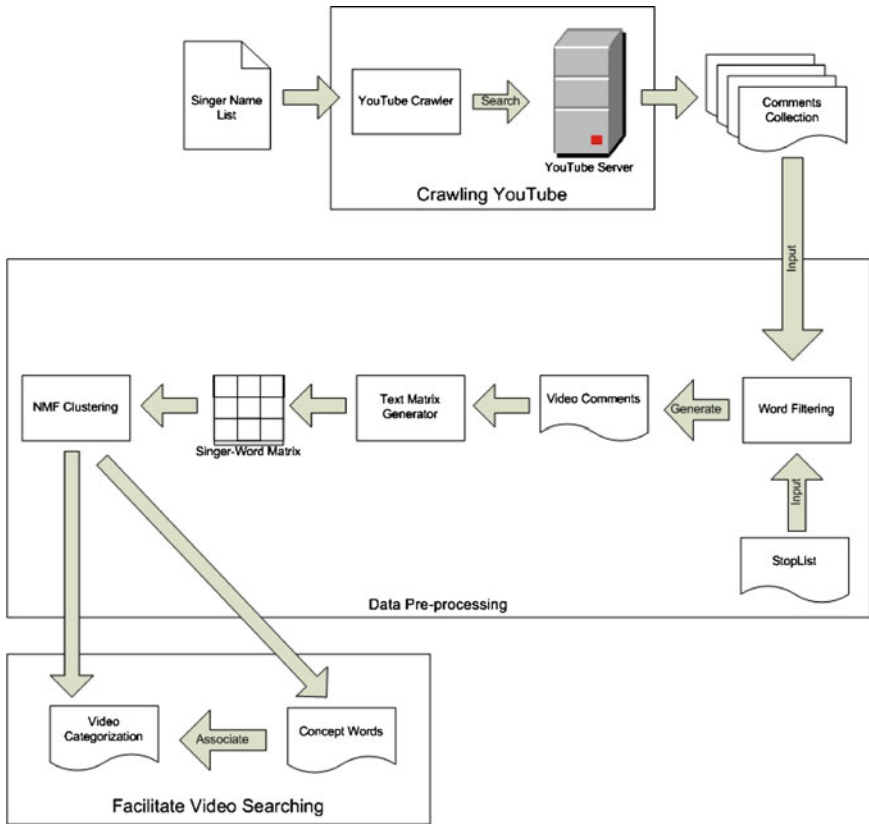 Singer Name
List
YouTube Crawler
Search
YouTube Server
Comments
Collection
Crawling YouTube
Input
NMF Clustering
Singer-Word Matrix
Text Matrix
Generator
Video Comments
Generate
Word Filtering
Input
StopList
Data Pre-processing
Video
Categorization
Associate
Concept Words
Facilitate Video Searching